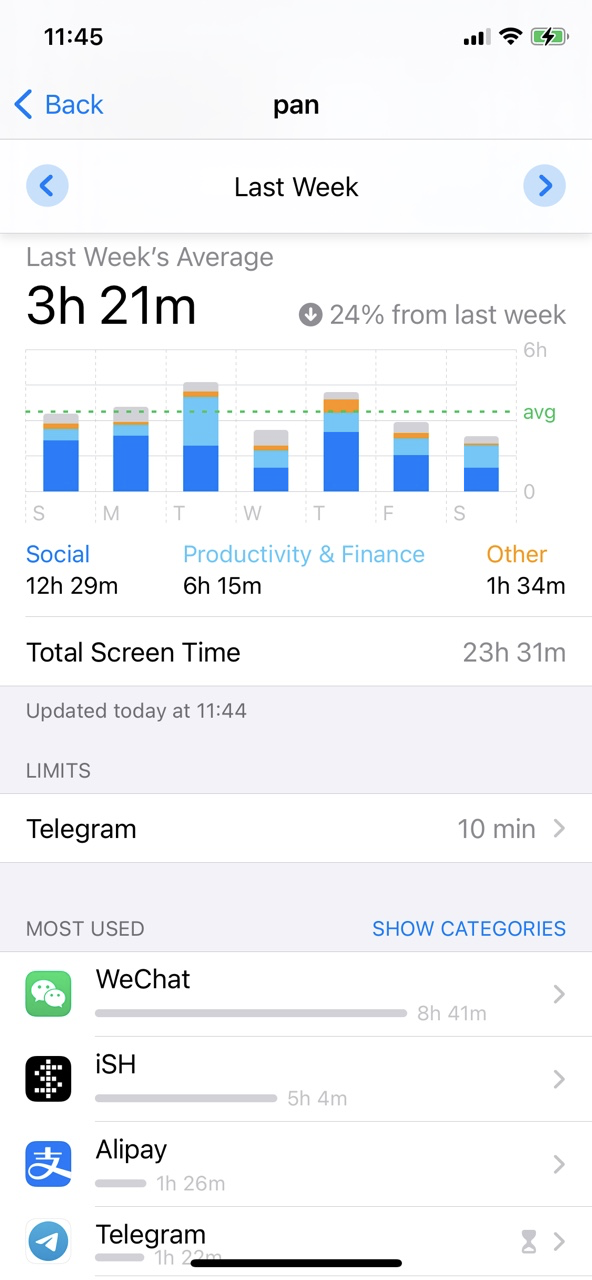 11:45
Back
pan
Last Week
Last Week's Average
3h 21m
24% from last week
6h
avg
0
S M T W T F S
Social Productivity & Finance Other
12h 29m 6h 15m 1h 34m
Total Screen Time 23h 31m
Updated today at 11:44
LIMITS
Telegram 10 min
MOST USED SHOW CATEGORIES
WeChat
8h 41m
iSH
5h 4m
支
Alipay
1h 26m
Telegram
1h 22m